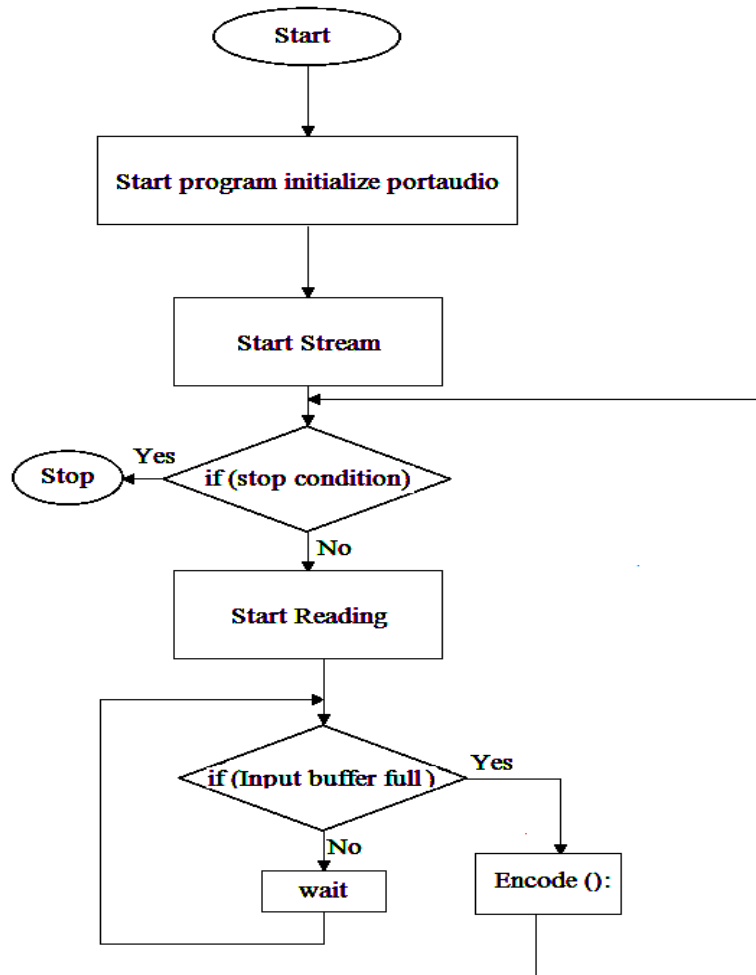 Start
Start program initialize portaudio
Start Stream
Yes
Stop
if (stop condition)
No
Start Reading
if (Input buffer full)
Yes
No
wait
Encode ():